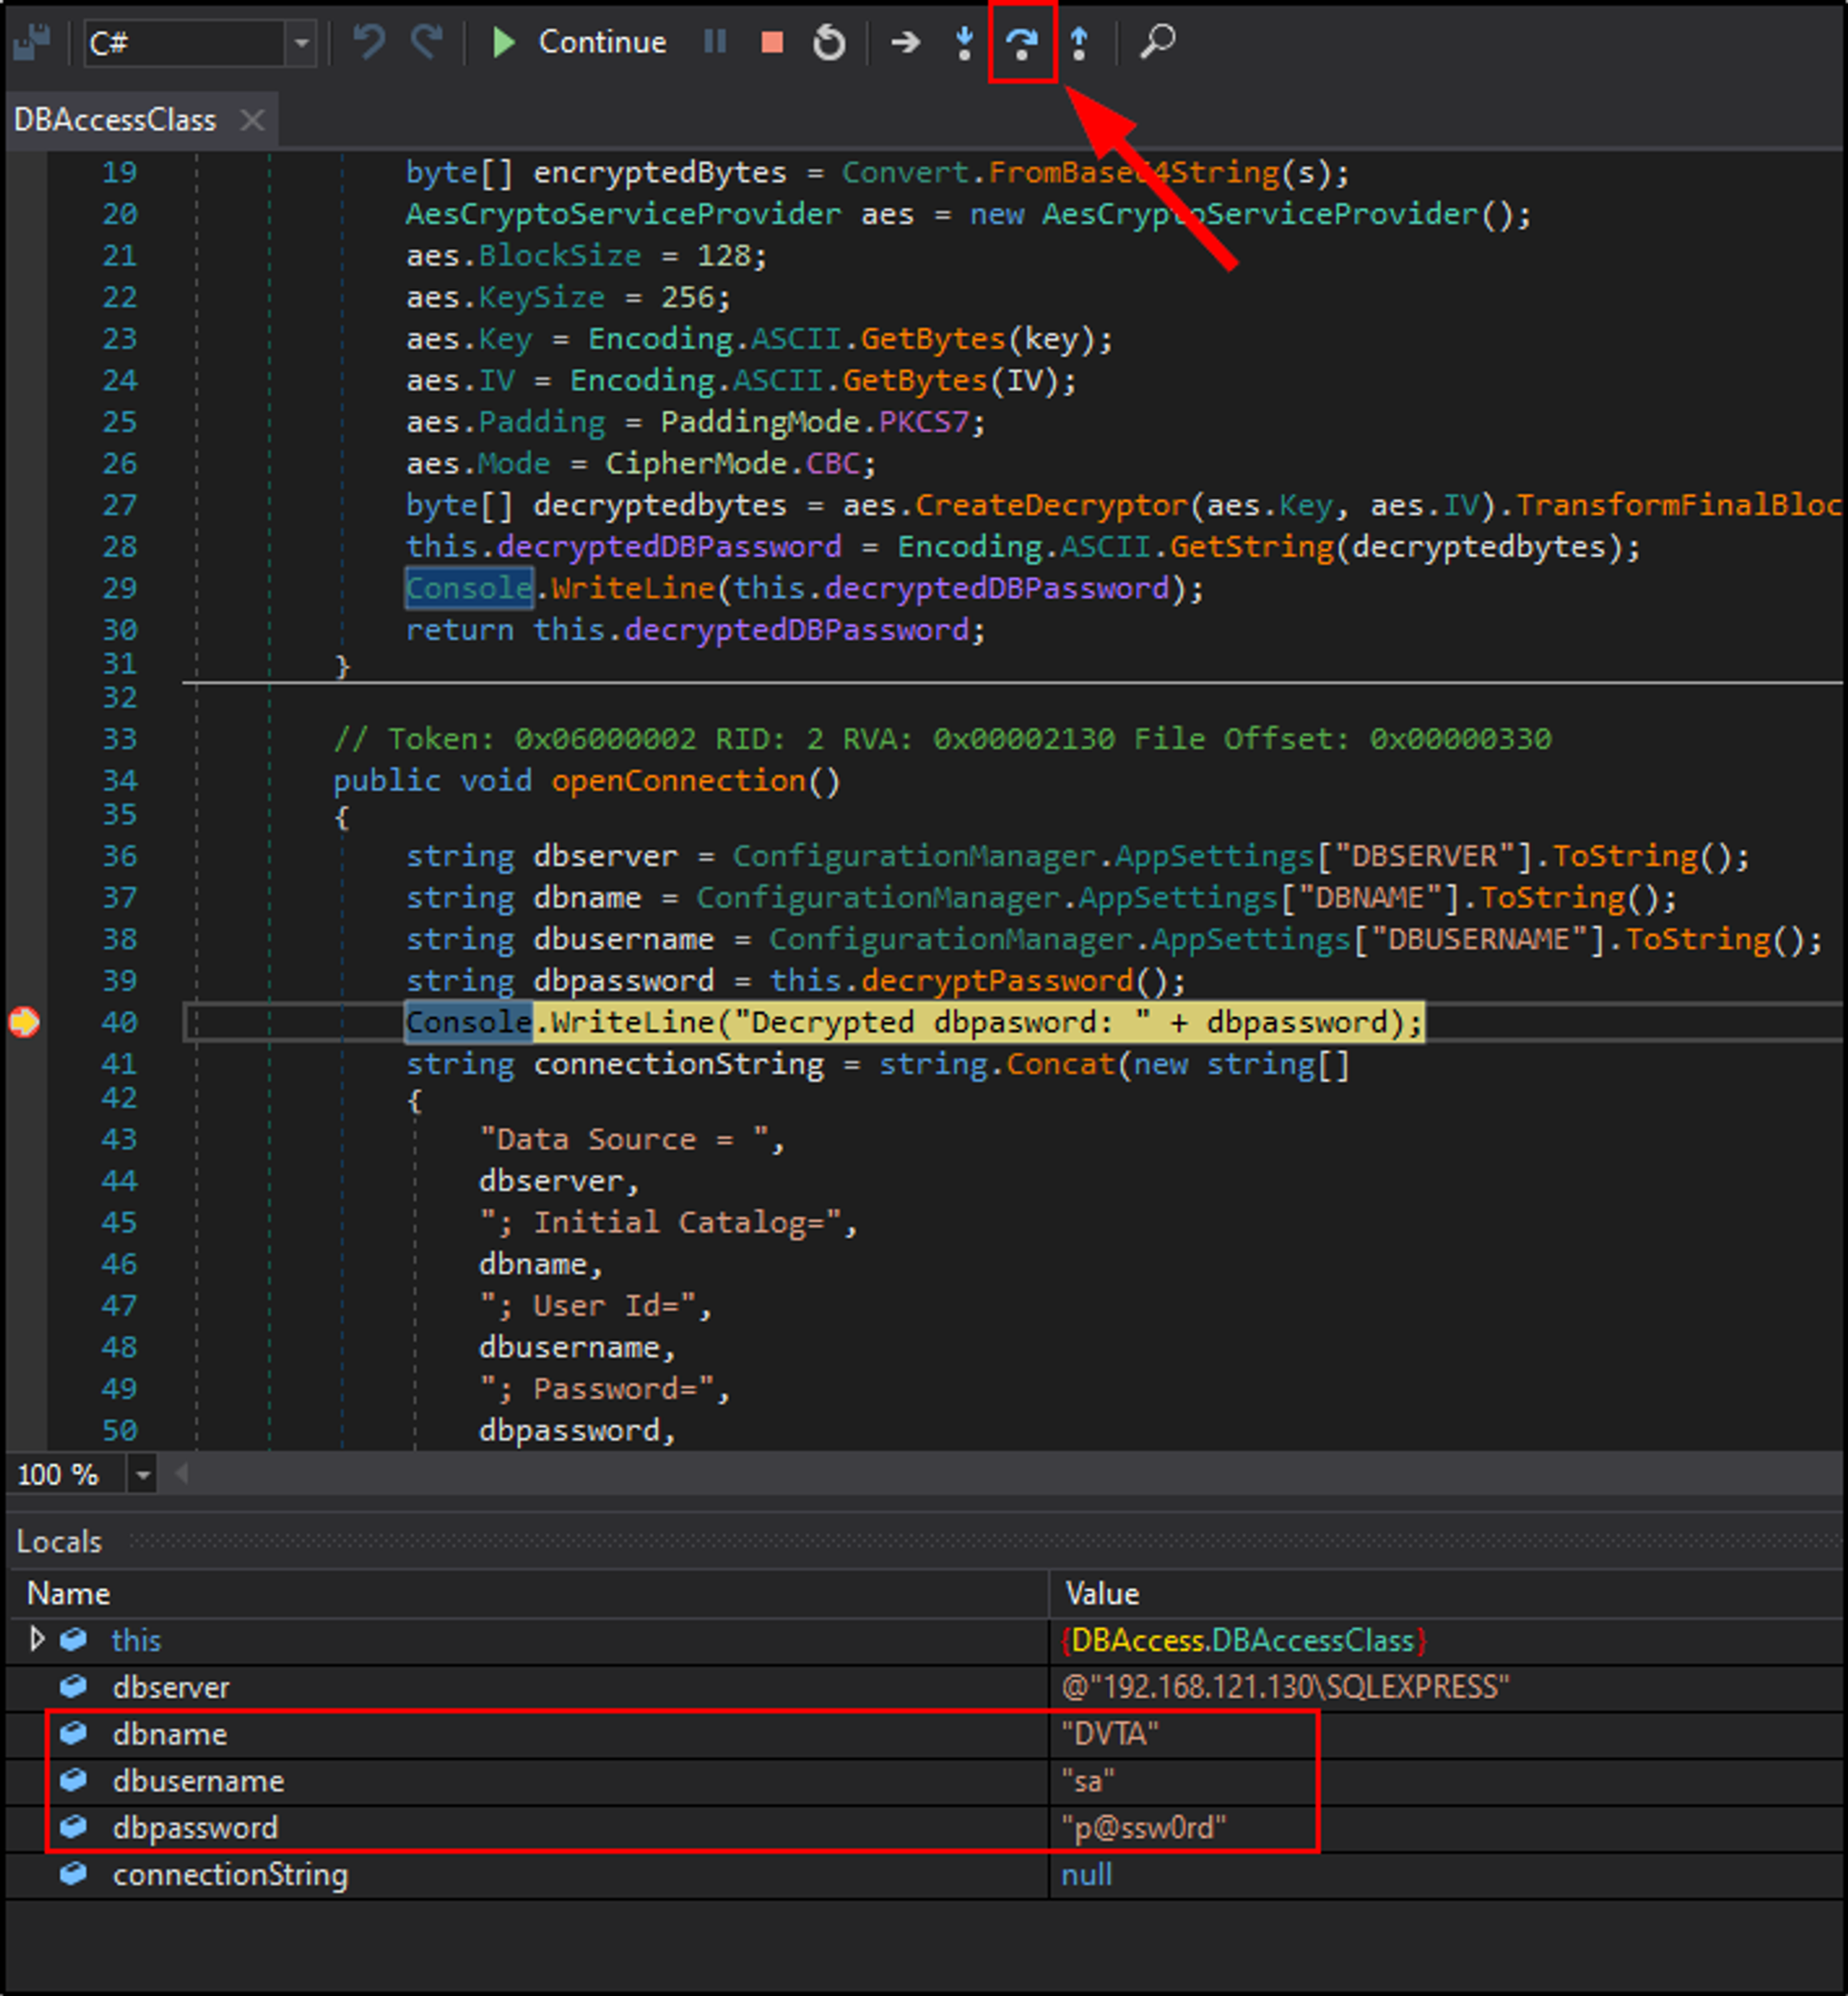 C# Continue
DBAccessClass
19 byte[] encryptedBytes = Convert.FromBase64String(s);
20 AesCryptoServiceProvider aes = new AesCryptoServiceProvider();
21 aes.BlockSize = 128;
22 aes.KeySize = 256;
23 aes.Key = Encoding.ASCII.GetBytes(key);
24 aes.IV = Encoding.ASCII.GetBytes(IV);
25 aes.Padding = PaddingMode.PKCS7;
26 aes.Mode = CipherMode.CBC;
27 byte[] decryptedbytes = aes.CreateDecryptor(aes.Key, aes.IV).TransformFinalBloc
28 this.decryptedDBPassword = Encoding.ASCII.GetString(decryptedbytes);
29 Console.WriteLine(this.decryptedDBPassword);
30 return this.decryptedDBPassword;
31 }
32
33 // Token: 0x06000002 RID: 2 RVA: 0x00002130 File Offset: 0x00000330
34 public void openConnection()
35 {
36 string dbserver = ConfigurationManager.AppSettings["DBSERVER"].ToString();
37 string dbname = ConfigurationManager.AppSettings["DBNAME"].ToString();
38 string dbusername = ConfigurationManager.AppSettings["DBUSERNAME"].ToString();
39 string dbpassword = this.decryptPassword();
40 Console.WriteLine("Decrypted dbpasword: " + dbpassword);
41 string connectionString = string.Concat(new string[]
42 {
43 "Data Source = ",
44 dbserver,
45 "; Initial Catalog=",
46 dbname,
47 "; User Id=",
48 dbusername,
49 "; Password=",
50 dbpassword,
100 %
Locals
Name Value
this {DBAccess.DBAccessClass}
dbserver @"192.168.121.130\SQLEXPRESS"
dbname "DVTA"
dbusername "sa"
dbpassword "p@ssw0rd"
connectionString null